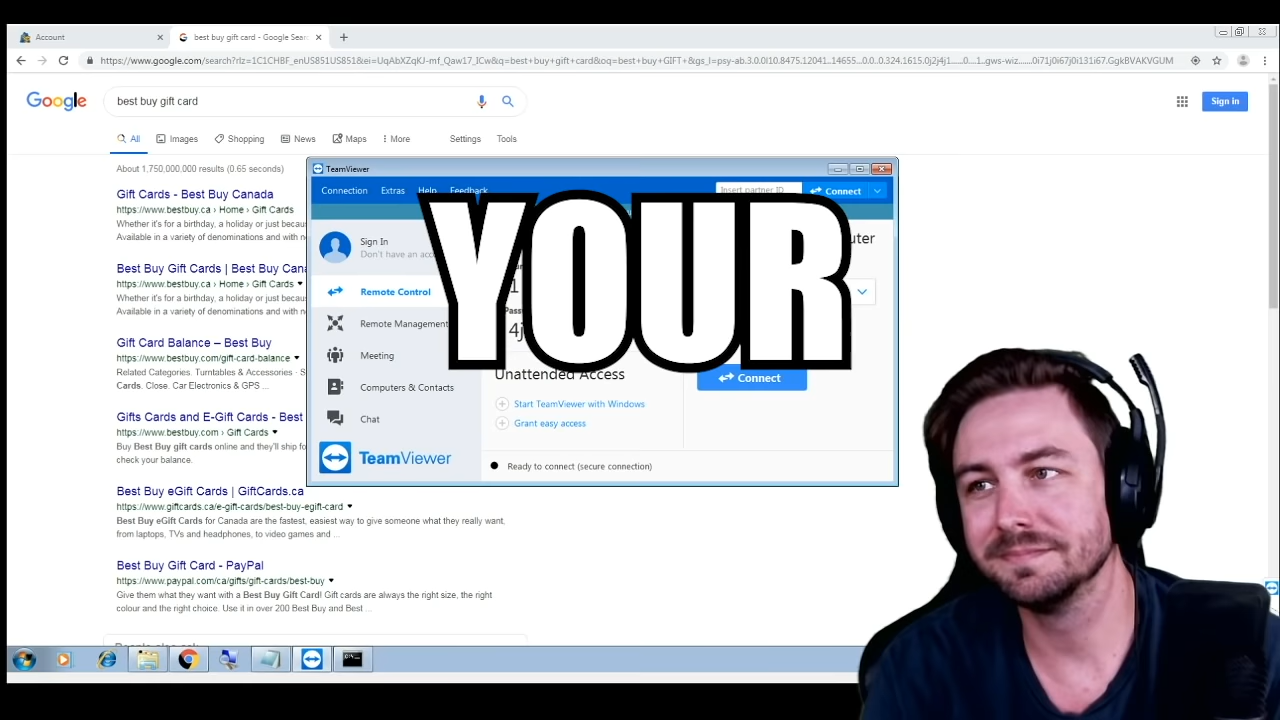 Account
best buy gift card - Google Sear
https://www.google.com/search?rlz=1C1CHBF_enUS851US851&ei=UqAbXZqKJ-mf_Qaw17_ICw&q=best+buy+gift+card&oq=best+buy+GIFT+&gs_l=psy-ab.3.0.0l10.8475.12041..14655...0.0..0.324.1615.0j2j4j1......0....1..gws-wiz.......0i71j0i67j0i131i67.GgkBVAKVGUM
Google
best buy gift card
Sign in
All
Images
Shopping
News
Maps
More
Settings
Tools
About 1,750,000,000 results (0.65 seconds)
Gift Cards - Best Buy Canada
https://www.bestbuy.ca › Home › Gift Cards
Whether it's for a birthday, a holiday or just becau
Available in a variety of denominations and with n
Best Buy Gift Cards | Best Buy Cana
https://www.bestbuy.ca › Home › Gift Cards
Whether it's for a birthday, a holiday or just becau
Available in a variety of denominations and with n
Gift Card Balance – Best Buy
https://www.bestbuy.com/gift-card-balance
Related Categories. Turntables & Accessories · S
Cards. Close. Car Electronics & GPS ...
Gifts Cards and E-Gift Cards - Best
https://www.bestbuy.com › Gift Cards
Buy Best Buy gift cards online and they'll ship fo
check your balance.
Best Buy eGift Cards | GiftCards.ca
https://www.giftcards.ca/e-gift-cards/best-buy-egift-card
Best Buy eGift Cards for Canada are the fastest, easiest way to give someone what they really want,
from laptops, TVs and headphones, to video games and ...
Best Buy Gift Card - PayPal
https://www.paypal.com/ca/gifts/gift-cards/best-buy
Give them what they want with a Best Buy Gift Card! Gift cards are always the right size, the right
colour and the right choice. Use it in over 200 Best Buy and Best ...
TeamViewer
Connection
Extras
Help
Feedback
Insert partner ID
Connect
Sign In
Don't have an acc
Remote Control
Remote Management
Meeting
Computers & Contacts
Chat
TeamViewer
YOUR
uter
1
Pass
4j
Unattended Access
Start TeamViewer with Windows
Grant easy access
Connect
Ready to connect (secure connection)